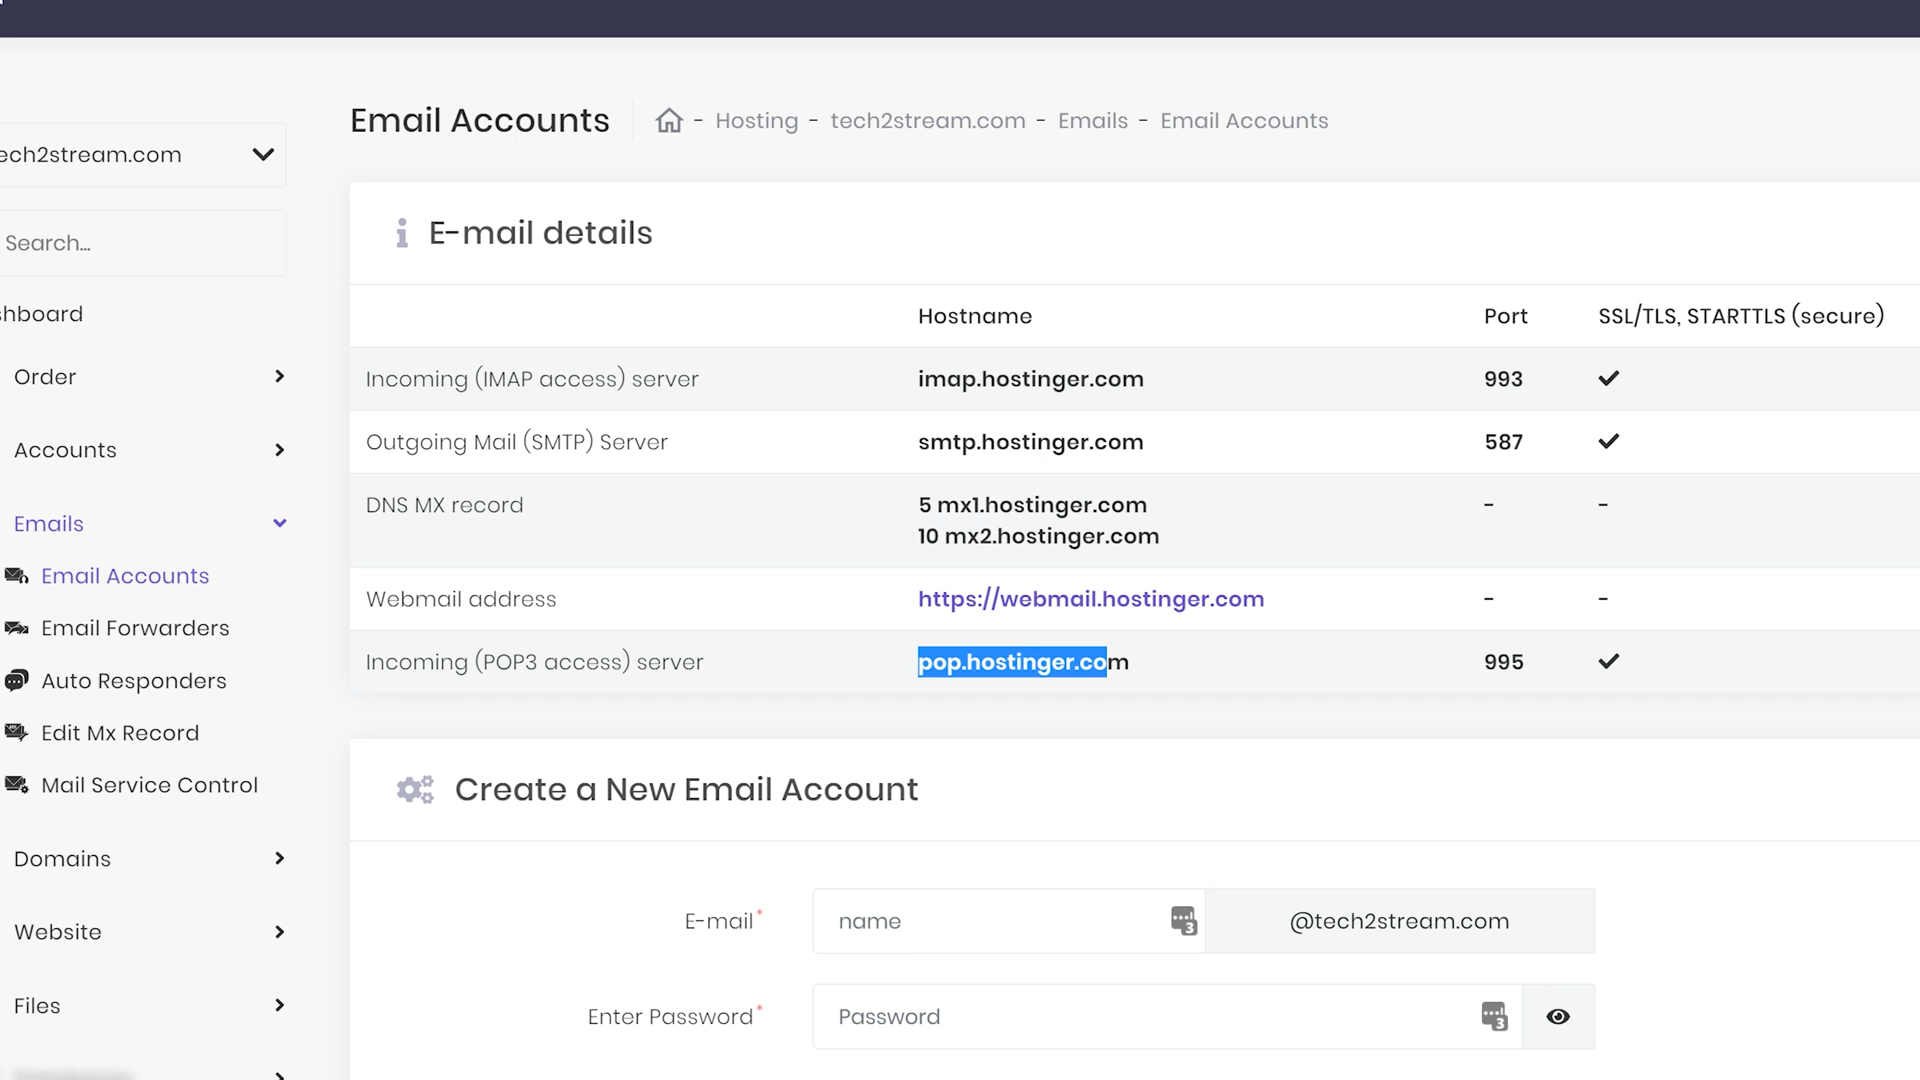 Email Accounts - Hosting - tech2stream.com - Emails - Email Accounts
ech2stream.com
Search...
hboard
Order
Accounts
Emails
Email Accounts
Email Forwarders
Auto Responders
Edit Mx Record
Mail Service Control
Domains
Website
Files
E-mail details
Hostname Port SSL/TLS, STARTTLS (secure)
Incoming (IMAP access) server imap.hostinger.com 993
Outgoing Mail (SMTP) Server smtp.hostinger.com 587
DNS MX record 5 mx1.hostinger.com - -
10 mx2.hostinger.com
Webmail address https://webmail.hostinger.com - -
Incoming (POP3 access) server pop.hostinger.com 995
Create a New Email Account
E-mail* name 3 @tech2stream.com
Enter Password* Password 3